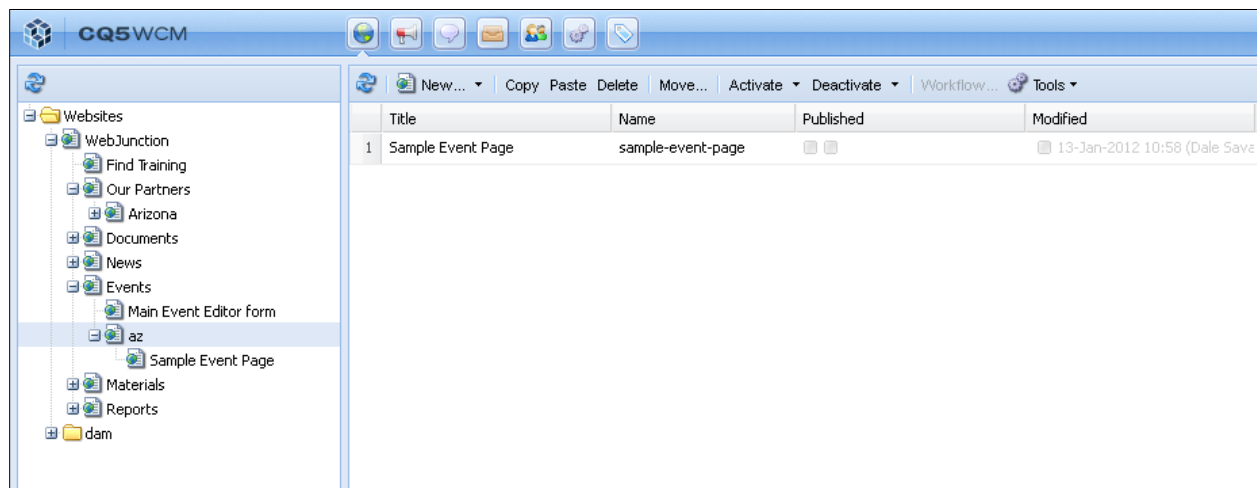 CQ5WCM
New... Copy Paste Delete Move... Activate Deactivate Workflow... Tools
Websites
WebJunction
Find Training
Our Partners
Arizona
Documents
News
Events
Main Event Editor form
az
Sample Event Page
Materials
Reports
dam
Title Name Published Modified
1 Sample Event Page sample-event-page 13-Jan-2012 10:58 (Dale Sava